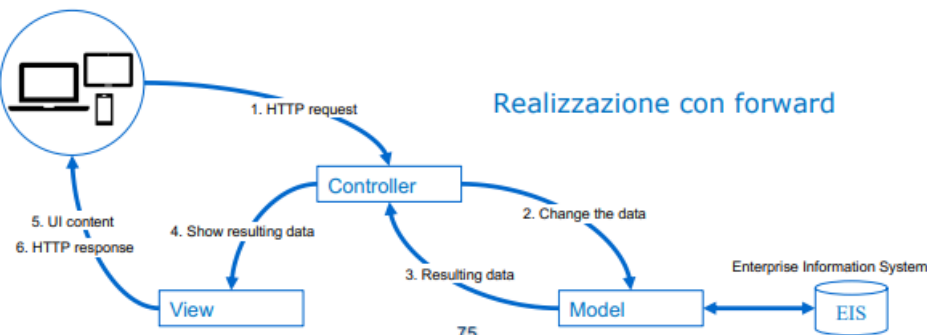 Realizzazione con forward
1. HTTP request
Controller
2. Change the data
5. UI content
6. HTTP response
4. Show resulting data
3. Resulting data
Enterprise Information System
View
Model
EIS
75